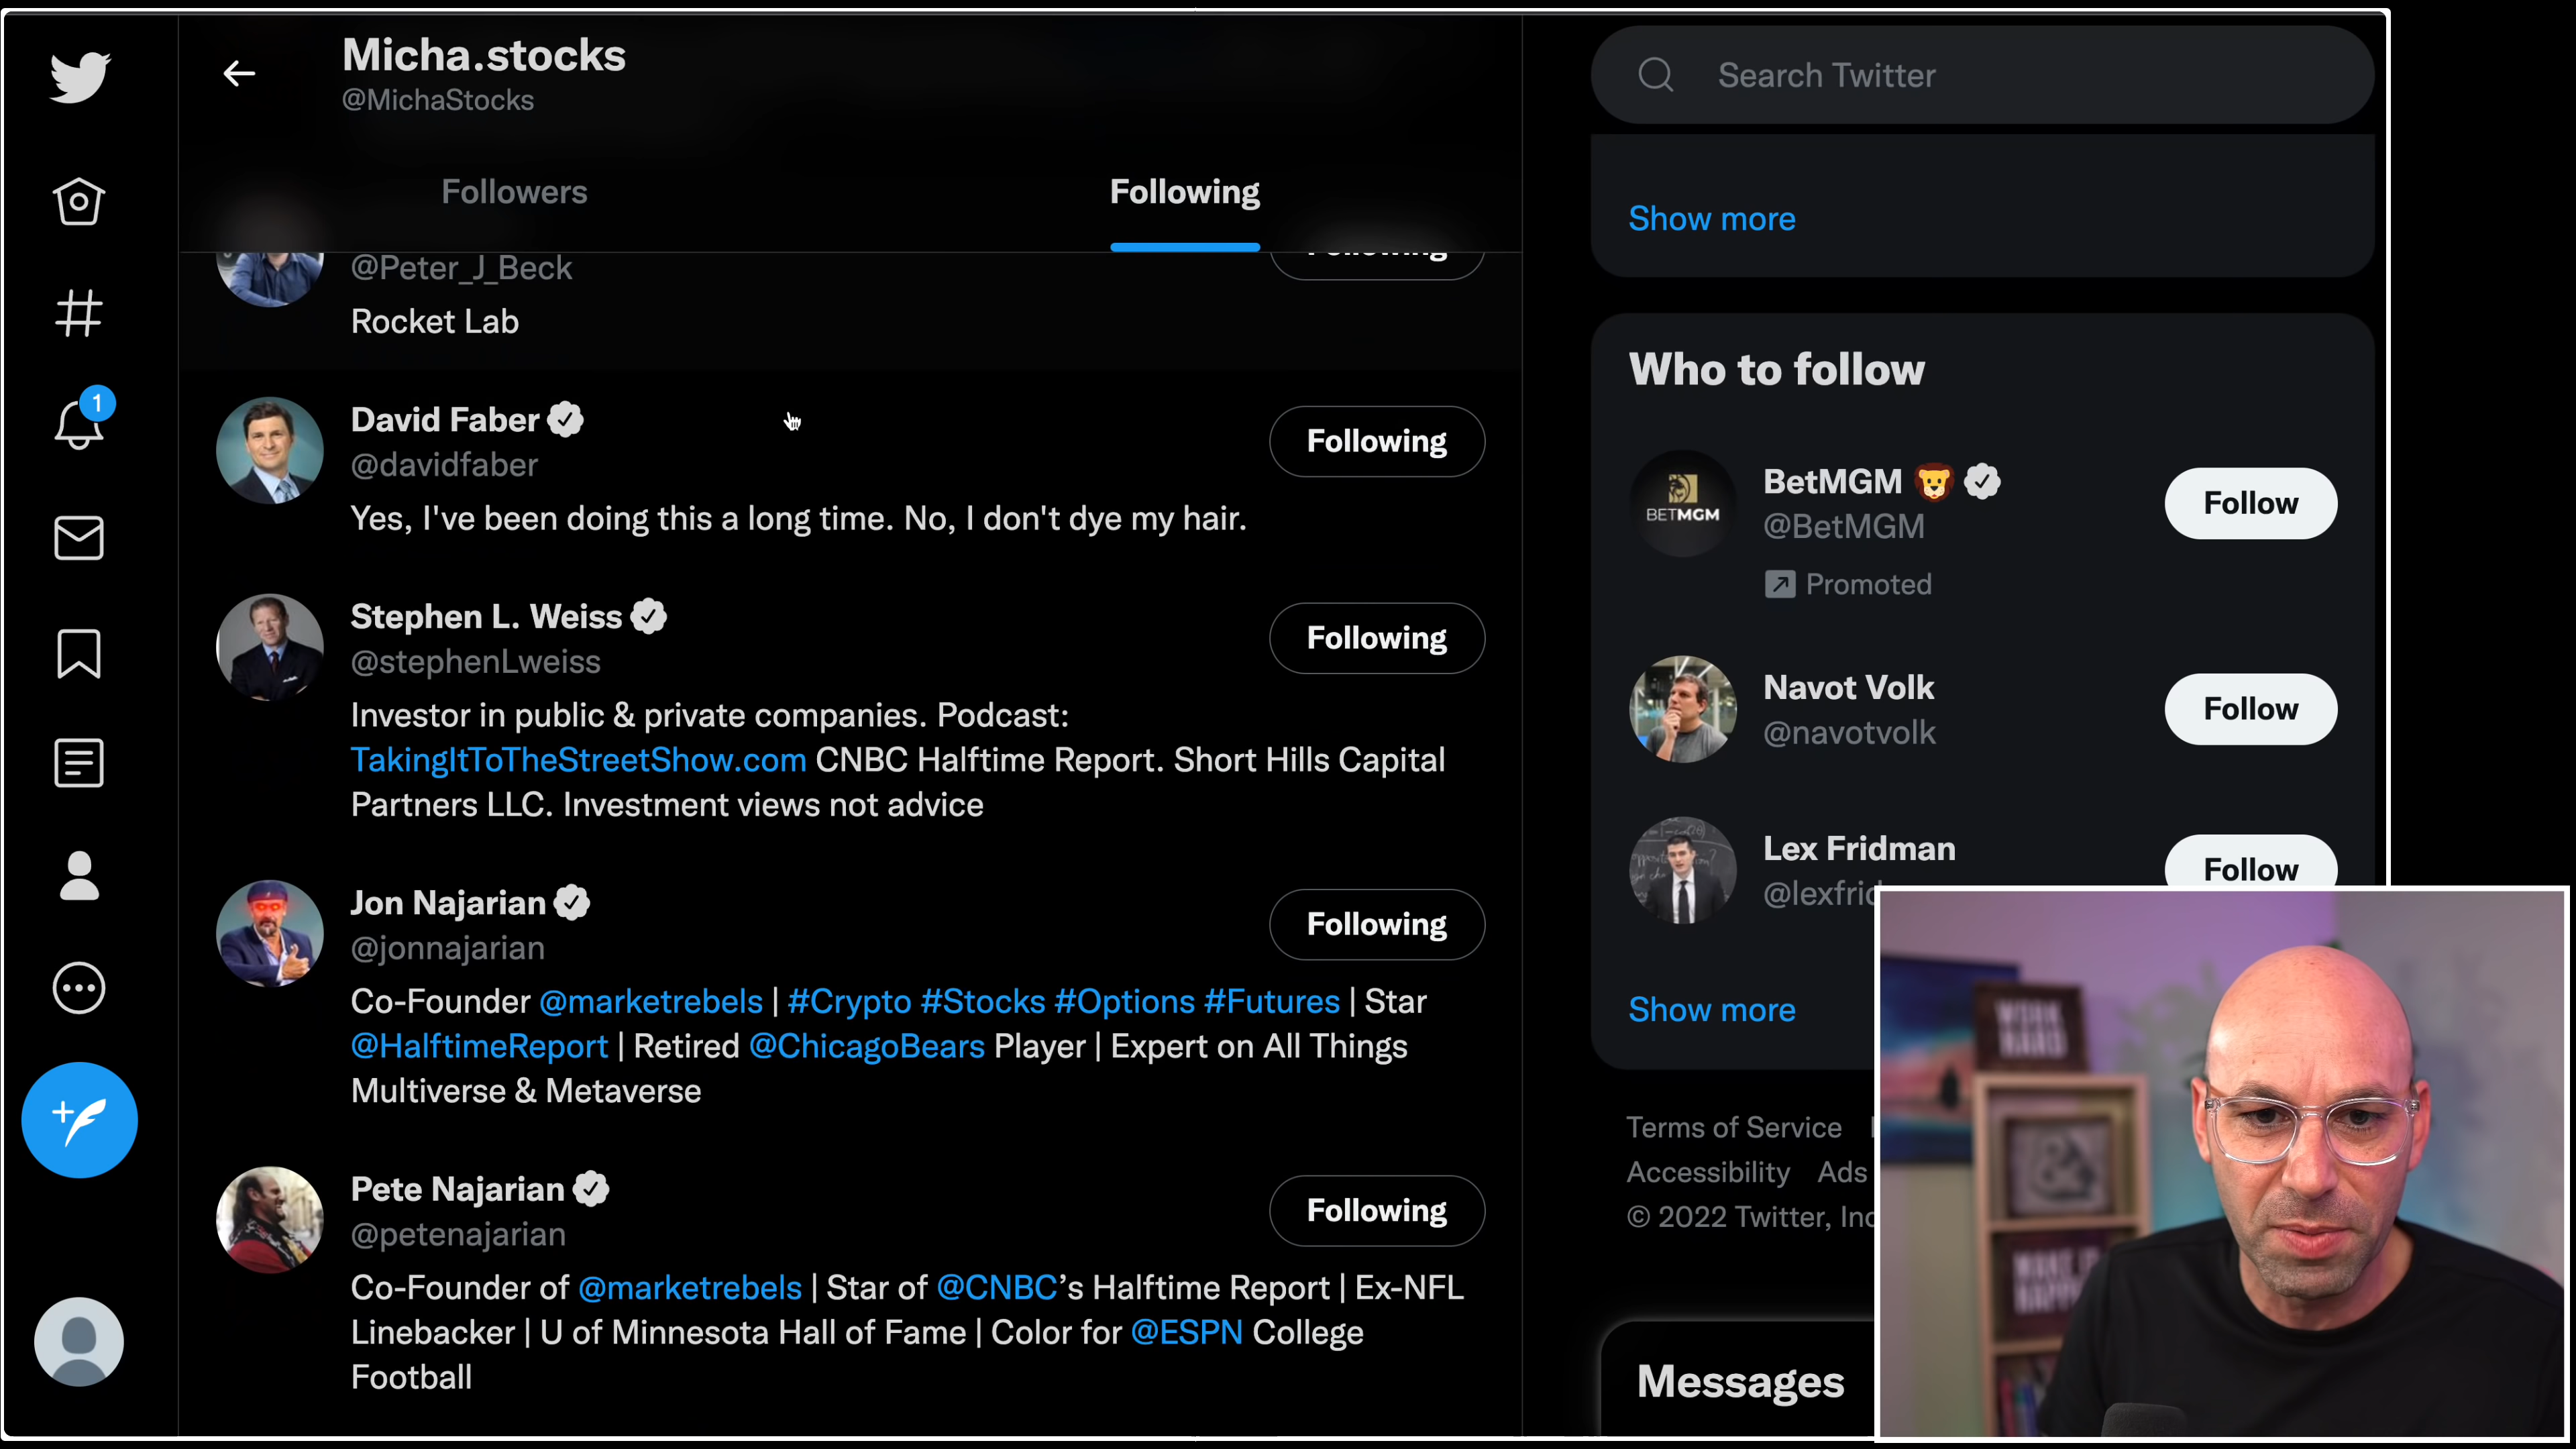 Micha.stocks
@MichaStocks
Followers
Following
@Peter_J_Beck
Rocket Lab
1
David Faber
@davidfaber
Following
Yes, I've been doing this a long time. No, I don't dye my hair.
Stephen L. Weiss
@stephenLweiss
Following
Investor in public & private companies. Podcast:
TakingItToTheStreetShow.com CNBC Halftime Report. Short Hills Capital
Partners LLC. Investment views not advice
Jon Najarian
@jonnajarian
Following
Co-Founder @marketrebels | #Crypto #Stocks #Options #Futures | Star
@HalftimeReport | Retired @ChicagoBears Player | Expert on All Things
Multiverse & Metaverse
Pete Najarian
@petenajarian
Following
Co-Founder of @marketrebels | Star of @CNBC’s Halftime Report | Ex-NFL
Linebacker | U of Minnesota Hall of Fame | Color for @ESPN College
Football
Search Twitter
Show more
Who to follow
BETMGM
BetMGM
@BetMGM
Promoted
Follow
Navot Volk
@navotvolk
Follow
Lex Fridman
@lexfrid
Follow
Show more
Terms of Service
Accessibility Ads
© 2022 Twitter, Inc
Messages
WORK
HARD